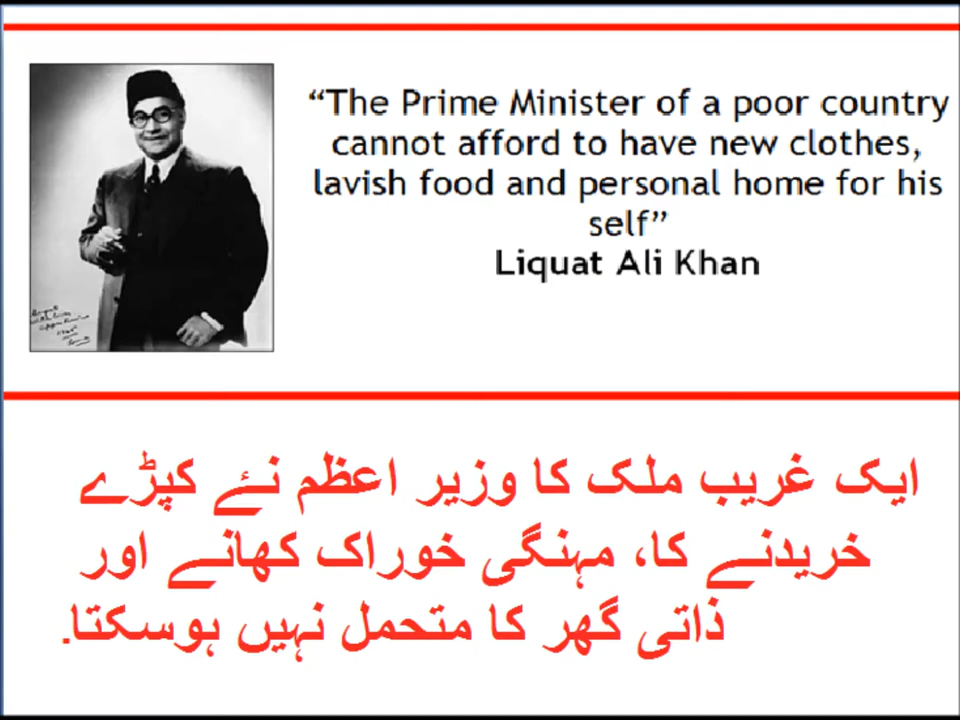 “The Prime Minister of a poor country
cannot afford to have new clothes,
lavish food and personal home for his
self”
Liquat Ali Khan
ایک غریب ملک کا وزیر اعظم نئے کپڑے
خریدنے کا، مہنگی خوراک کھانے اور
ذاتی گھر کا متحمل نہیں ہوسکتا.